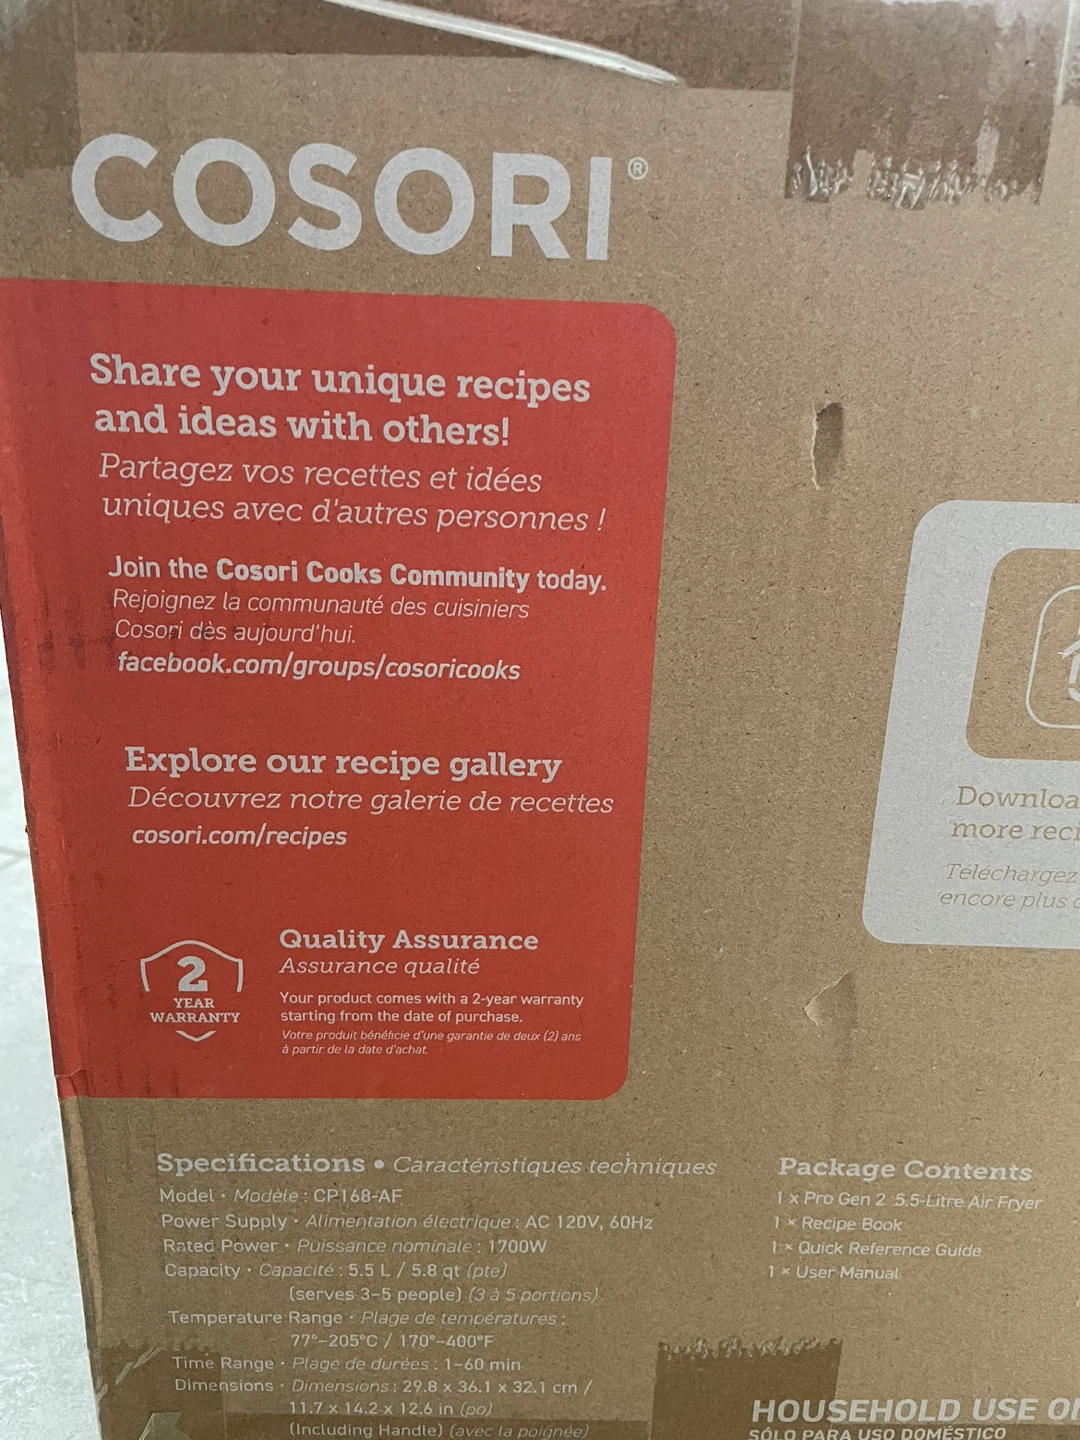 COSORI®
Share your unique recipes
and ideas with others!
Partagez vos recettes et idées
uniques avec d'autres personnes !
Join the Cosori Cooks Community today.
Rejoignez la communauté des cuisiniers
Cosori dès aujourd'hui.
facebook.com/groups/cosoricooks
Explore our recipe gallery
Découvrez notre galerie de recettes
cosori.com/recipes
2
YEAR
WARRANTY
Quality Assurance
Assurance qualité
Your product comes with a 2-year warranty
starting from the date of purchase.
Votre produit bénéficie d'une garantie de deux (2) ans
à partir de la date d'achat.
more
Téléchargez
encore plus
Specifications • Caractéristiques techniques
Model • Modèle : CP168-AF
Power Supply • Alimentation électrique : AC 120V, 60Hz
Rated Power • Puissance nominale : 1700W
Capacity • Capacité : 5.5 L / 5.8 qt (pte)
(serves 3–5 people) (3 à 5 portions)
Temperature Range • Plage de températures :
77°–205°C / 170°–400°F
Time Range • Plage de durées : 1–60 min
Dimensions • Dimensions : 29.8 x 36.1 x 32.1 cm /
11.7 x 14.2 x 12.6 in (po)
(Including Handle) (avec la poignée)
Package Contents
1 x Pro Gen 2 5.5-Litre Air Fryer
1 × Recipe Book
1 × Quick Reference Guide
1 × User Manual
HOUSEHOLD USE
SÓLO PARA USO DOMÉSTICO